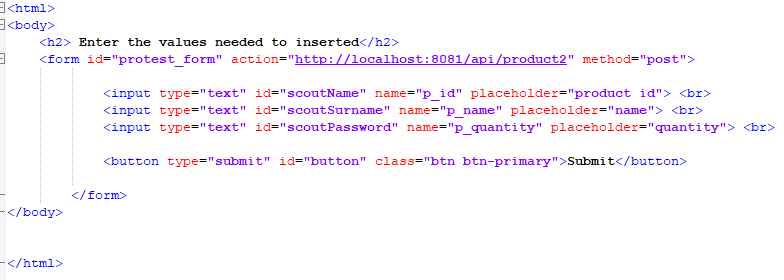 <html>
<body>
<h2> Enter the values needed to inserted</h2>
<form id="protest_form" action="http://localhost:8081/api/product2" method="post">
<input type="text" id="scoutName" name="p_id" placeholder="product id"> <br>
<input type="text" id="scoutSurname" name="p_name" placeholder="name"> <br>
<input type="text" id="scoutPassword" name="p_quantity" placeholder="quantity"> <br>
<button type="submit" id="button" class="btn btn-primary">Submit</button>
</form>
</body>
</html>